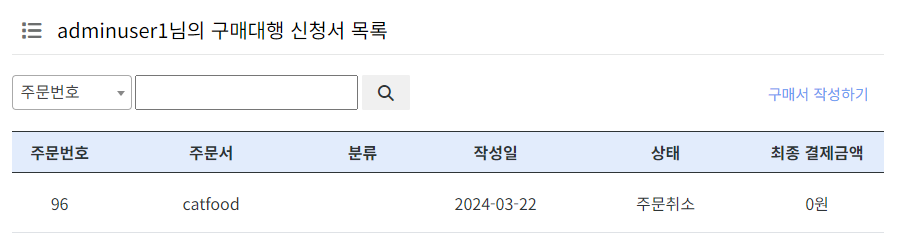 adminuser1님의 구매대행 신청서 목록
주문번호
구매서 작성하기
주문번호 주문서 분류 작성일 상태 최종 결제금액
96 catfood 2024-03-22 주문취소 0원